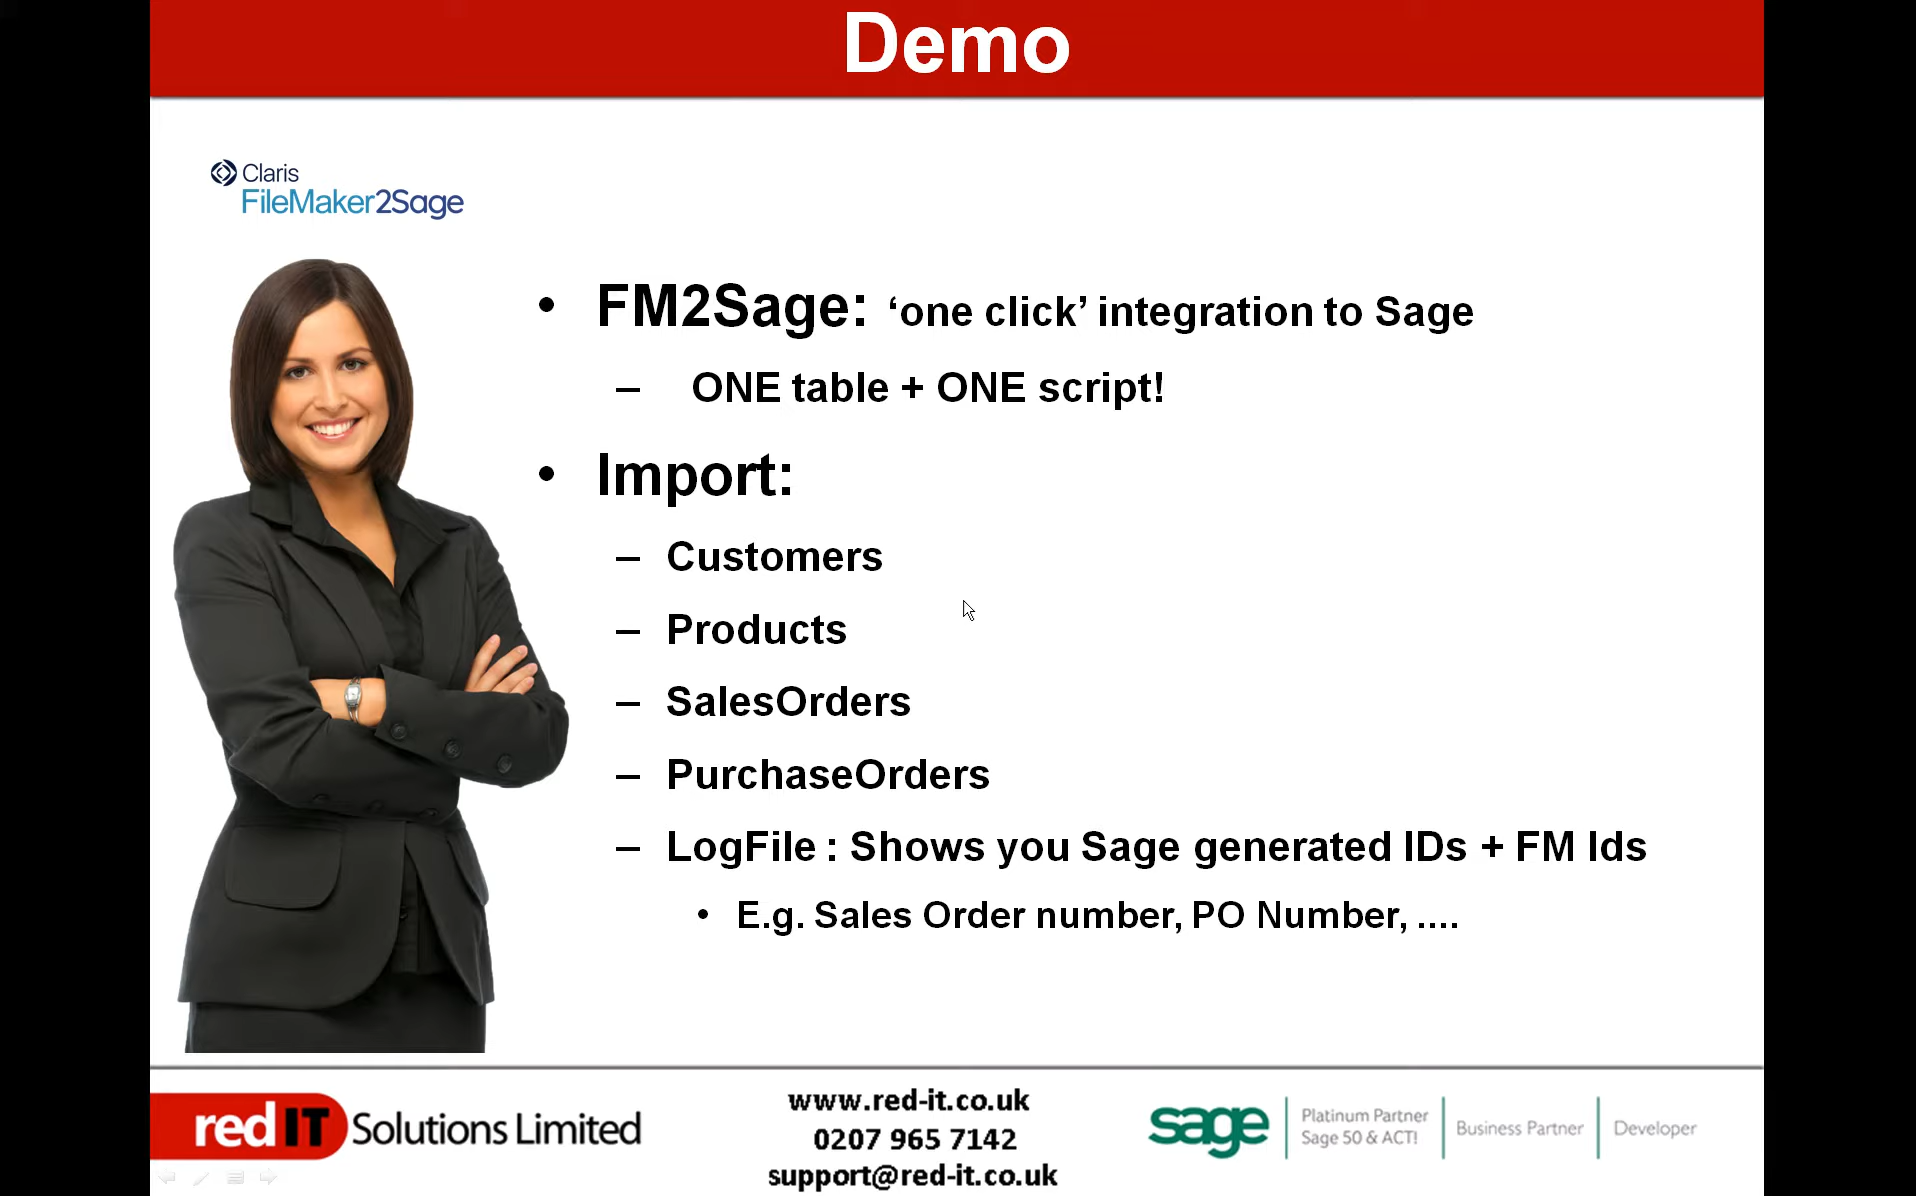 Demo
Claris
FileMaker2Sage
• FM2Sage: ‘one click’ integration to Sage
– ONE table + ONE script!
• Import:
– Customers
– Products
– SalesOrders
– PurchaseOrders
– LogFile : Shows you Sage generated IDs + FM Ids
• E.g. Sales Order number, PO Number, ....
red IT Solutions Limited
www.red-it.co.uk
0207 965 7142
support@red-it.co.uk
sage
Platinum Partner
Sage 50 & ACT!
Business Partner
Developer